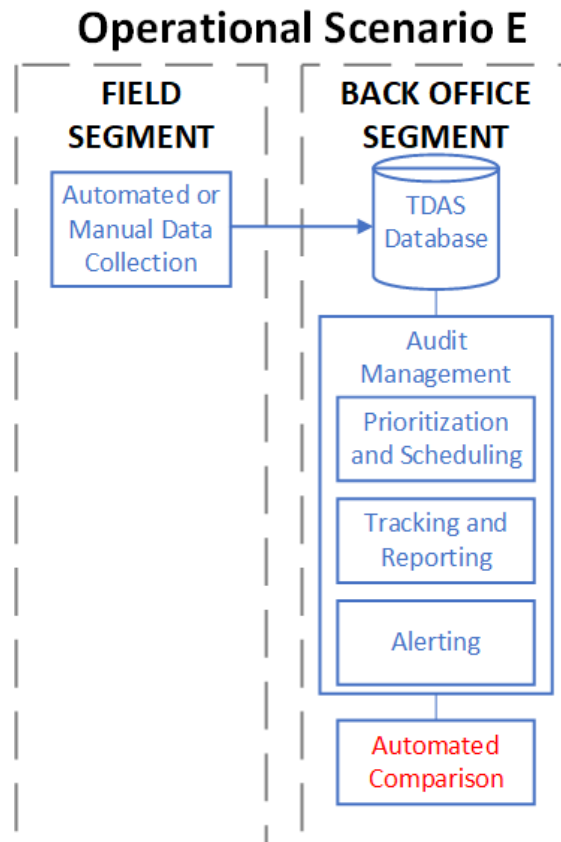 Operational Scenario E
FIELD
SEGMENT
Automated or
Manual Data
Collection
BACK OFFICE
SEGMENT
TDAS
Database
Audit
Management
Prioritization
and Scheduling
Tracking and
Reporting
Alerting
Automated
Comparison